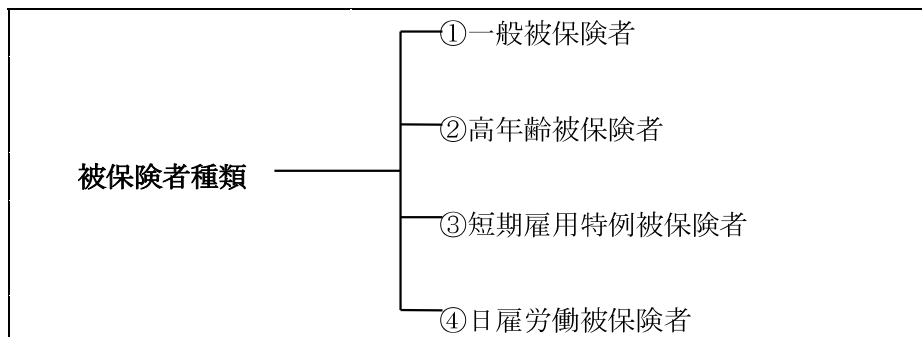 ①一般被保険者
②高年齢被保険者
被保険者種類
③短期雇用特例被保険者
④日雇労働被保険者